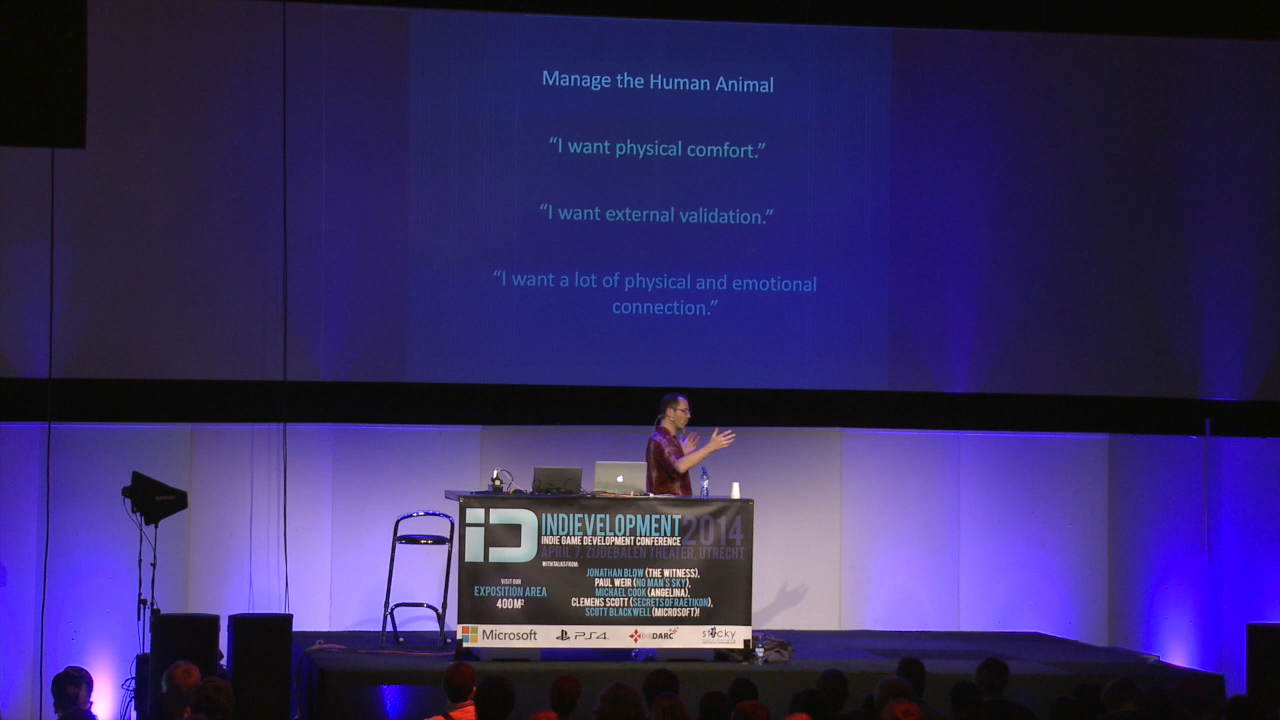 Manage the Human Animal
“I want physical comfort.”
“I want external validation.”
“I want a lot of physical and emotional
connection.”
iD INDIEVELOPMENT 2014
INDIE GAME DEVELOPMENT CONFERENCE
APRIL 7, ZIJDEBALEN THEATER, UTRECHT
WITH TALKS FROM:
JONATHAN BLOW (THE WITNESS),
PAUL WEIR (NO MAN'S SKY),
MICHAEL COOK (ANGELINA),
CLEMENS SCOTT (SECRETS OF RAETIKON),
SCOTT BLACKWELL (MICROSOFT)!
VISIT OUR
EXPOSITION AREA
400M²
Microsoft PS4 DARC sticky